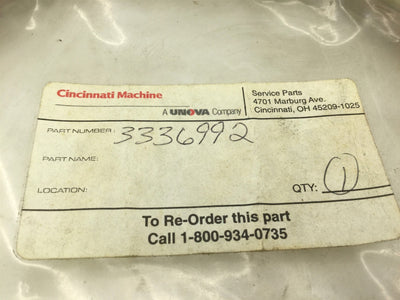 Cincinnati Machine
A UNOVA Company
Service Parts
4701 Marburg Ave.
Cincinnati, OH 45209-1025
PART NUMBER: 3336992
PART NAME:
LOCATION:
QTY: 1
To Re-Order this part
Call 1-800-934-0735